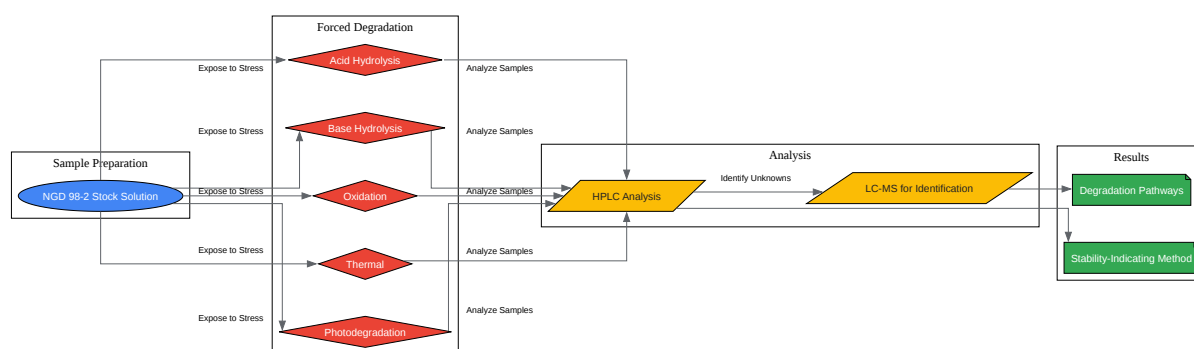 Forced Degradation
Acid Hydrolysis
Expose to Stress
Analyze Samples
Base Hydrolysis
Expose to Stress
Analyze Samples
Sample Preparation
NGD 98-2 Stock Solution
Expose to Stress
Oxidation
Analyze Samples
Analysis
HPLC Analysis
Identify Unknowns
LC-MS for Identification
Results
Degradation Pathways
Stability-Indicating Method
Expose to Stress
Thermal
Analyze Samples
Expose to Stress
Photodegradation
Analyze Samples